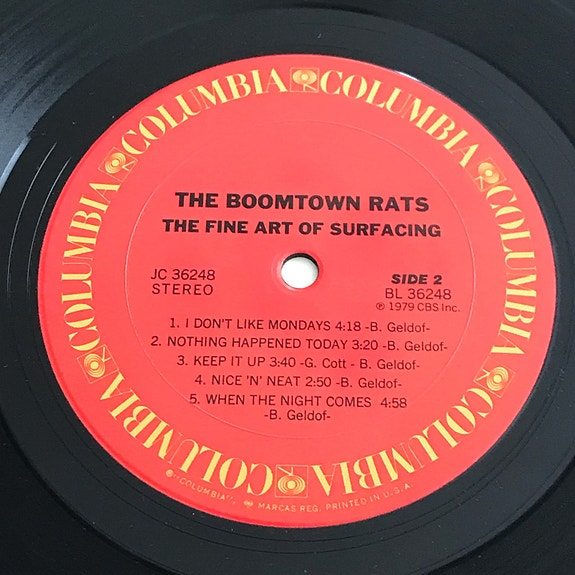 COLUMBIA COLUMBIA COLUMBIA COLUMBIA COLUMBIA COLUMBIA
THE BOOMTOWN RATS
THE FINE ART OF SURFACING
JC 36248
STEREO
SIDE 2
BL 36248
℗ 1979 CBS Inc.
1. I DON'T LIKE MONDAYS 4:18 -B. Geldof-
2. NOTHING HAPPENED TODAY 3:20 -B. Geldof-
3. KEEP IT UP 3:40 -G. Cott - B. Geldof-
4. NICE 'N' NEAT 2:50 -B. Geldof-
5. WHEN THE NIGHT COMES 4:58
-B. Geldof-
"COLUMBIA", MARCAS REG. PRINTED IN U.S.A.